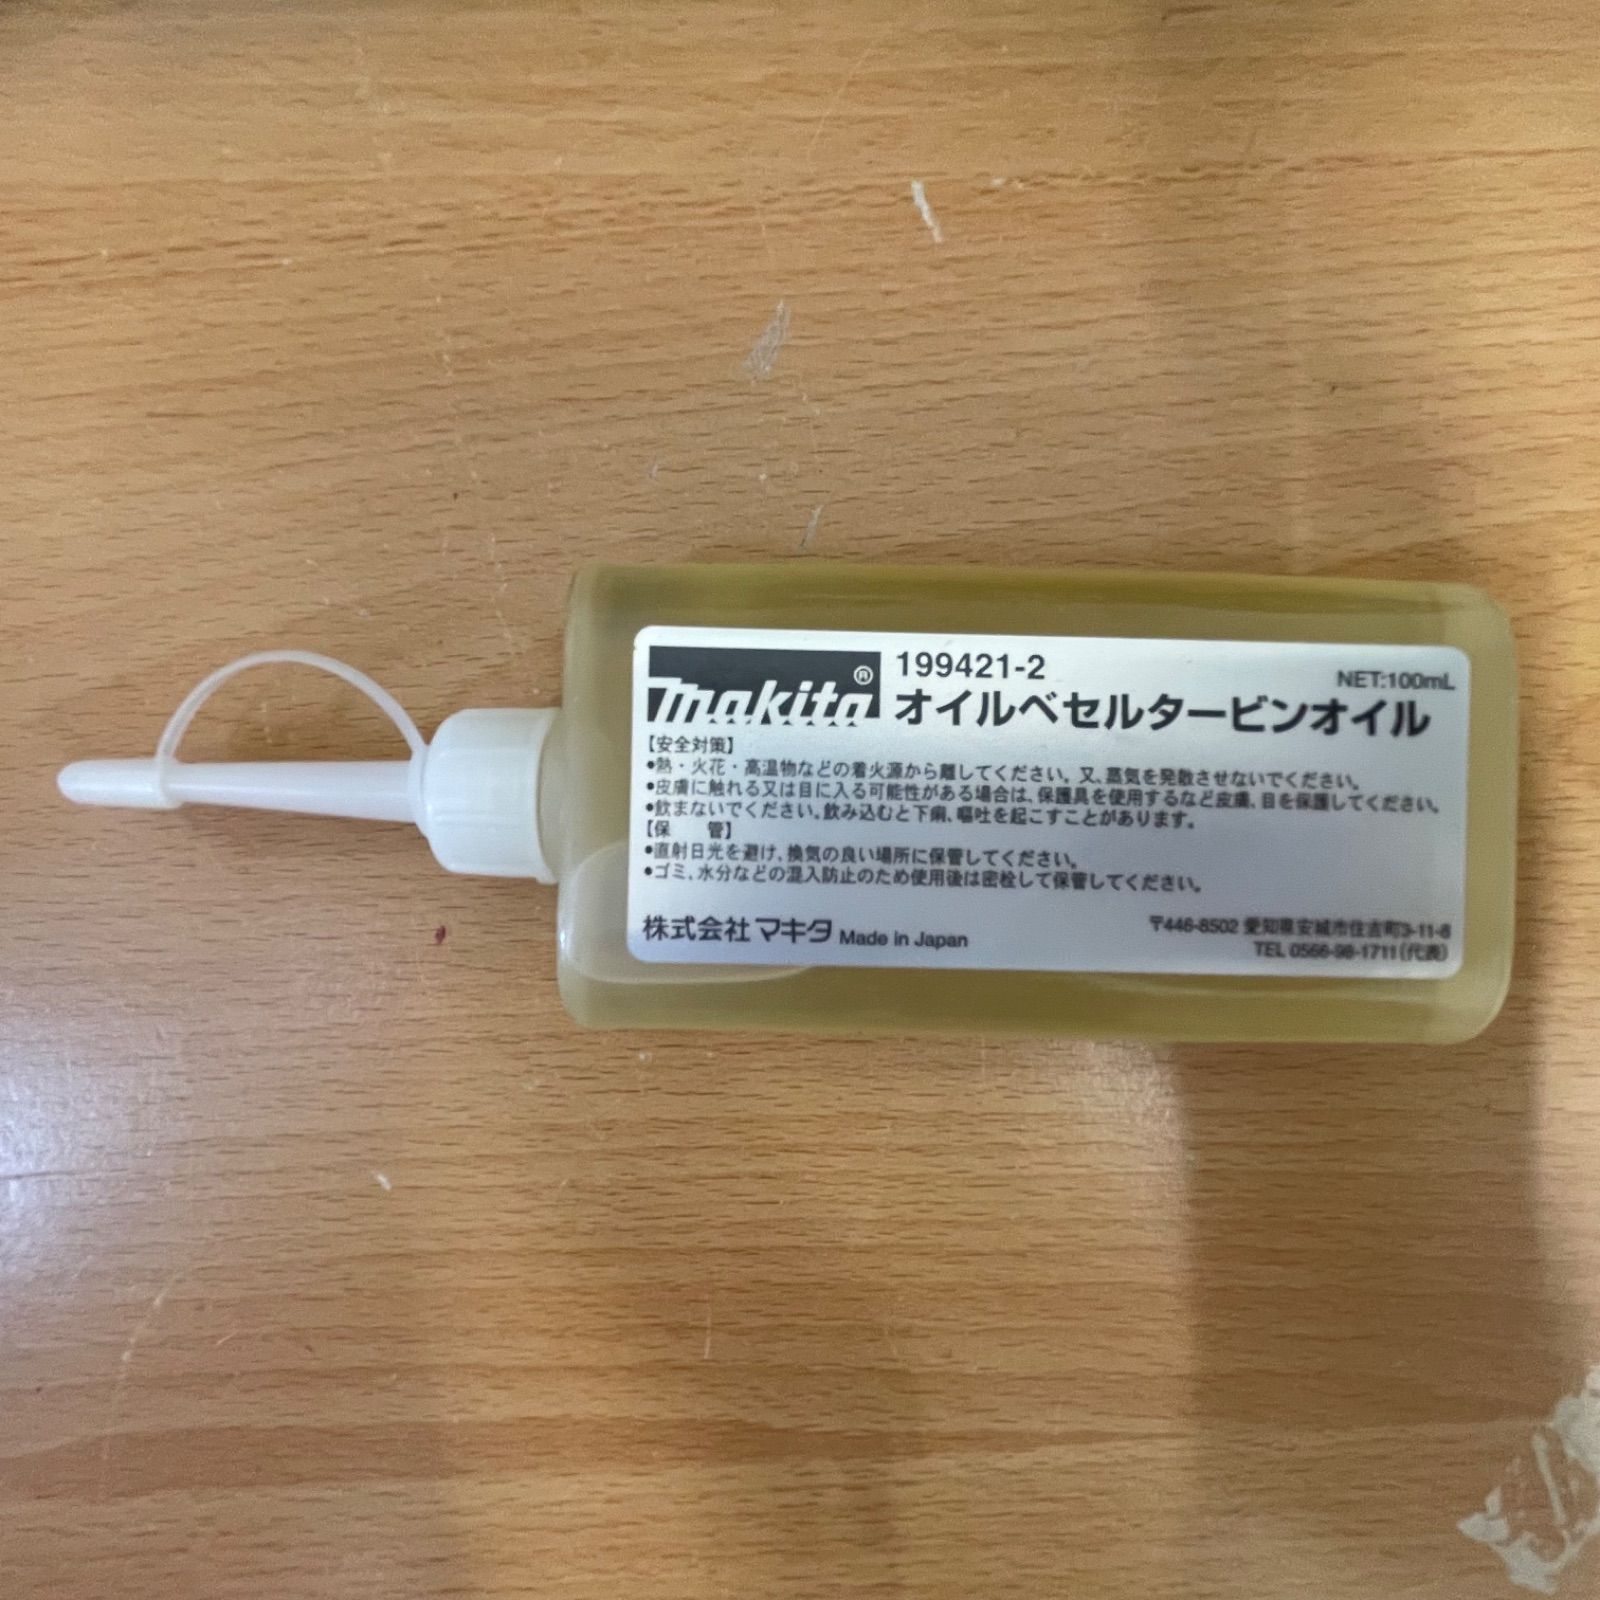 makita®
199421-2
NET:100mL
オイルベセルタービンオイル
【安全対策】
•熱・火花・高温物などの着火源から離してください。又、蒸気を発散させないでください。
•皮膚に触れる又は目に入る可能性がある場合は、保護具を使用するなど皮膚、目を保護してください。
•飲まないでください。飲み込むと下痢、嘔吐を起こすことがあります。
【保　　管】
•直射日光を避け、換気の良い場所に保管してください。
•ゴミ、水分などの混入防止のため使用後は密栓して保管してください。
株式会社 マキタ Made in Japan
〒446-8502 愛知県安城市住吉町3-11-8
TEL 0566-98-1711(代表)